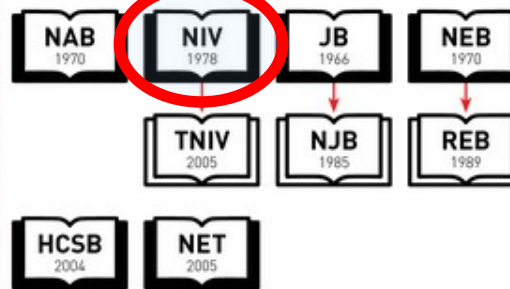 NAB
1970
NIV
1978
JB
1966
NEB
1970
TNIV
2005
NJB
1985
REB
1989
HCSB
2004
NET
2005